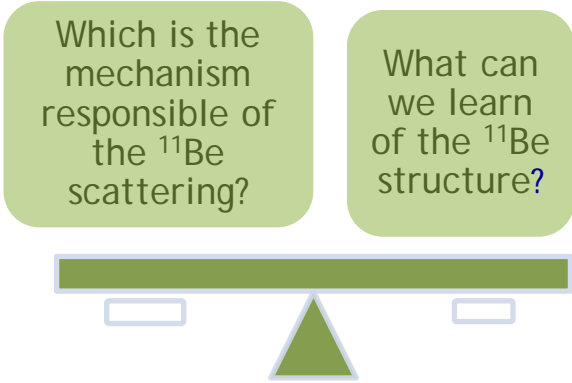 Which is the
mechanism
responsible of
the ¹¹Be
scattering?
What can
we learn
of the ¹¹Be
structure?